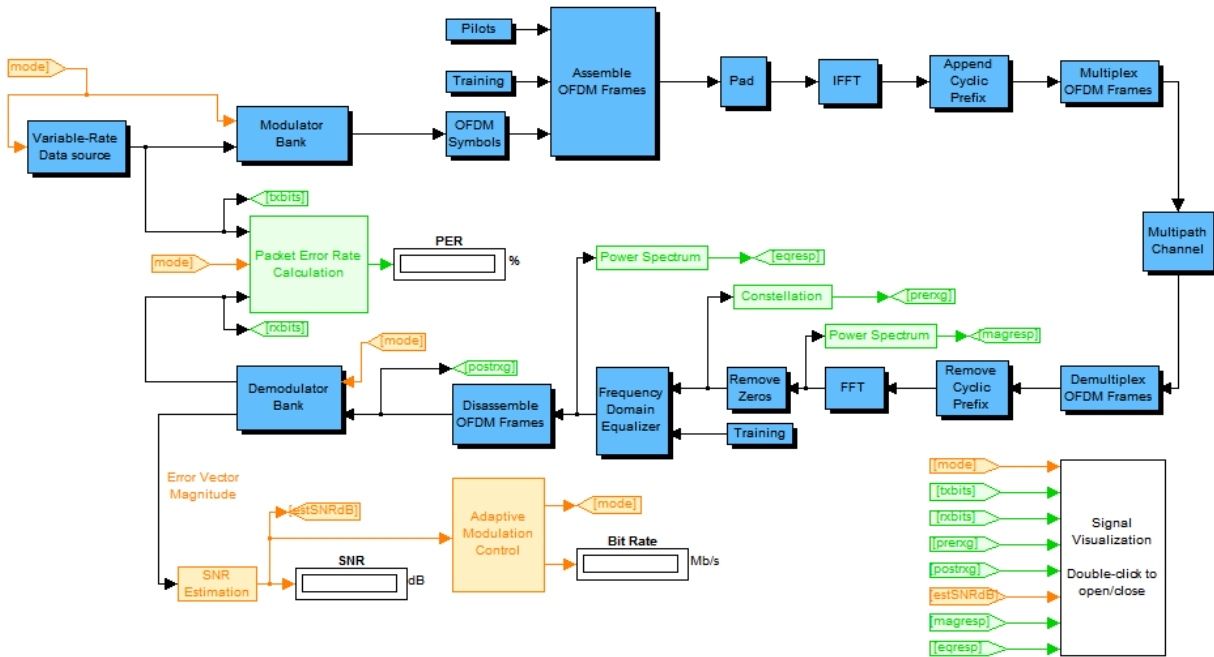 Pilots
[mode]
Training
Assemble
OFDM Frames
Pad
IFFT
Append
Cyclic
Prefix
Multiplex
OFDM Frames
Variable-Rate
Data source
Modulator
Bank
OFDM
Symbols
[txbits]
Multipath
Channel
PER
%
Packet Error Rate
Calculation
mode]
[rxbits]
Power Spectrum
[eqresp]
Constellation
[prerxg]
Power Spectrum
[magresp]
[mode]
[postrxg]
Demodulator
Bank
Disassemble
OFDM Frames
Frequency
Domain
Equalizer
Remove
Zeros
FFT
Remove
Cyclic
Prefix
Demultiplex
OFDM Frames
Training
Error Vector
Magnitude
[estSNRdB]
Adaptive
Modulation
Control
[mode]
Bit Rate
Mb/s
SNR
Estimation
SNR
dB
[mode]
[txbits]
[rxbits]
[prerxg]
[postrxg]
[estSNRdB]
[magresp]
[eqresp]
Signal
Visualization
Double-click to
open/close